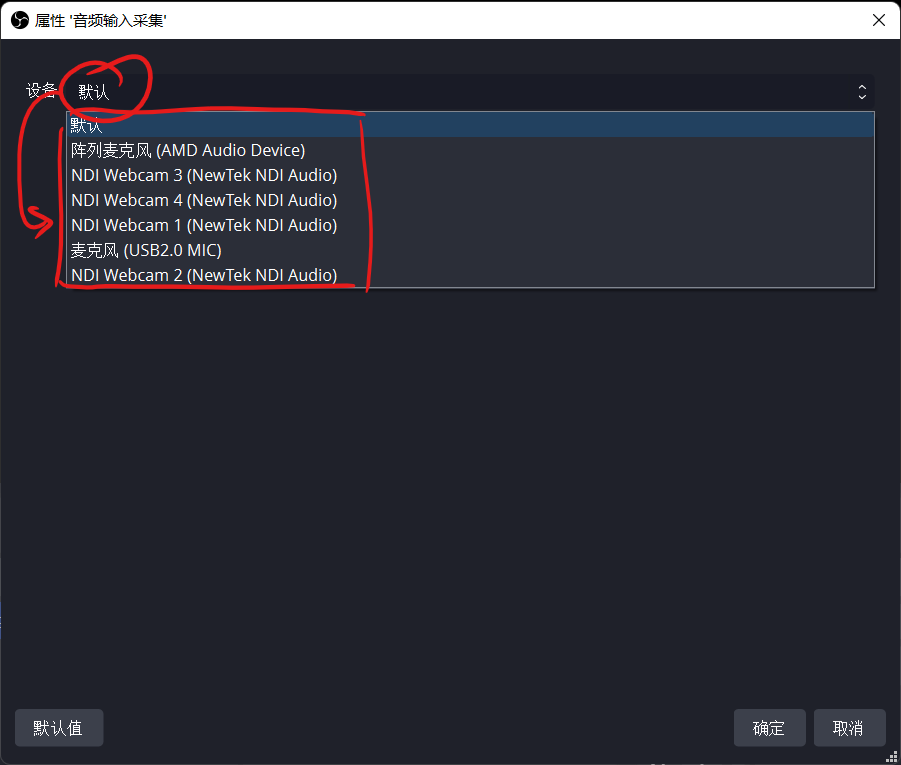 属性 '音频输入采集'
设备 默认
默认
阵列麦克风 (AMD Audio Device)
NDI Webcam 3 (NewTek NDI Audio)
NDI Webcam 4 (NewTek NDI Audio)
NDI Webcam 1 (NewTek NDI Audio)
麦克风 (USB2.0 MIC)
NDI Webcam 2 (NewTek NDI Audio)
默认值 确定 取消